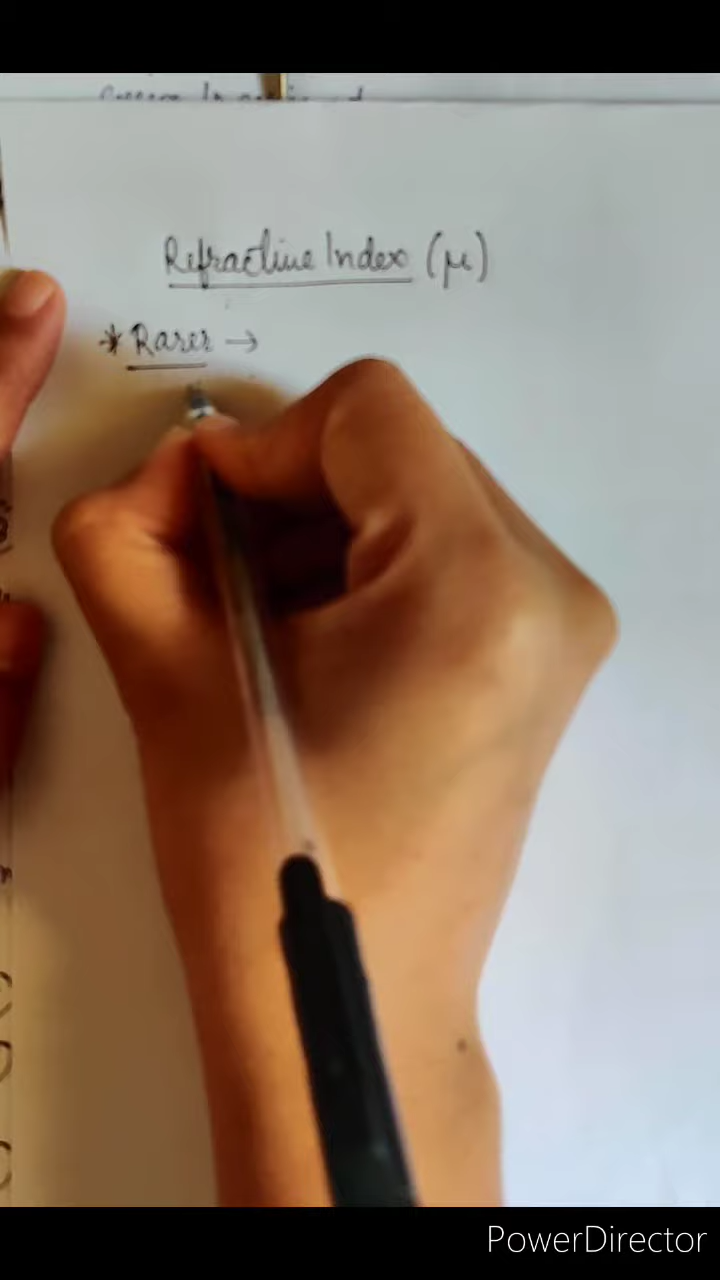 Refractive Index (μ)
* Rarer →
PowerDirector